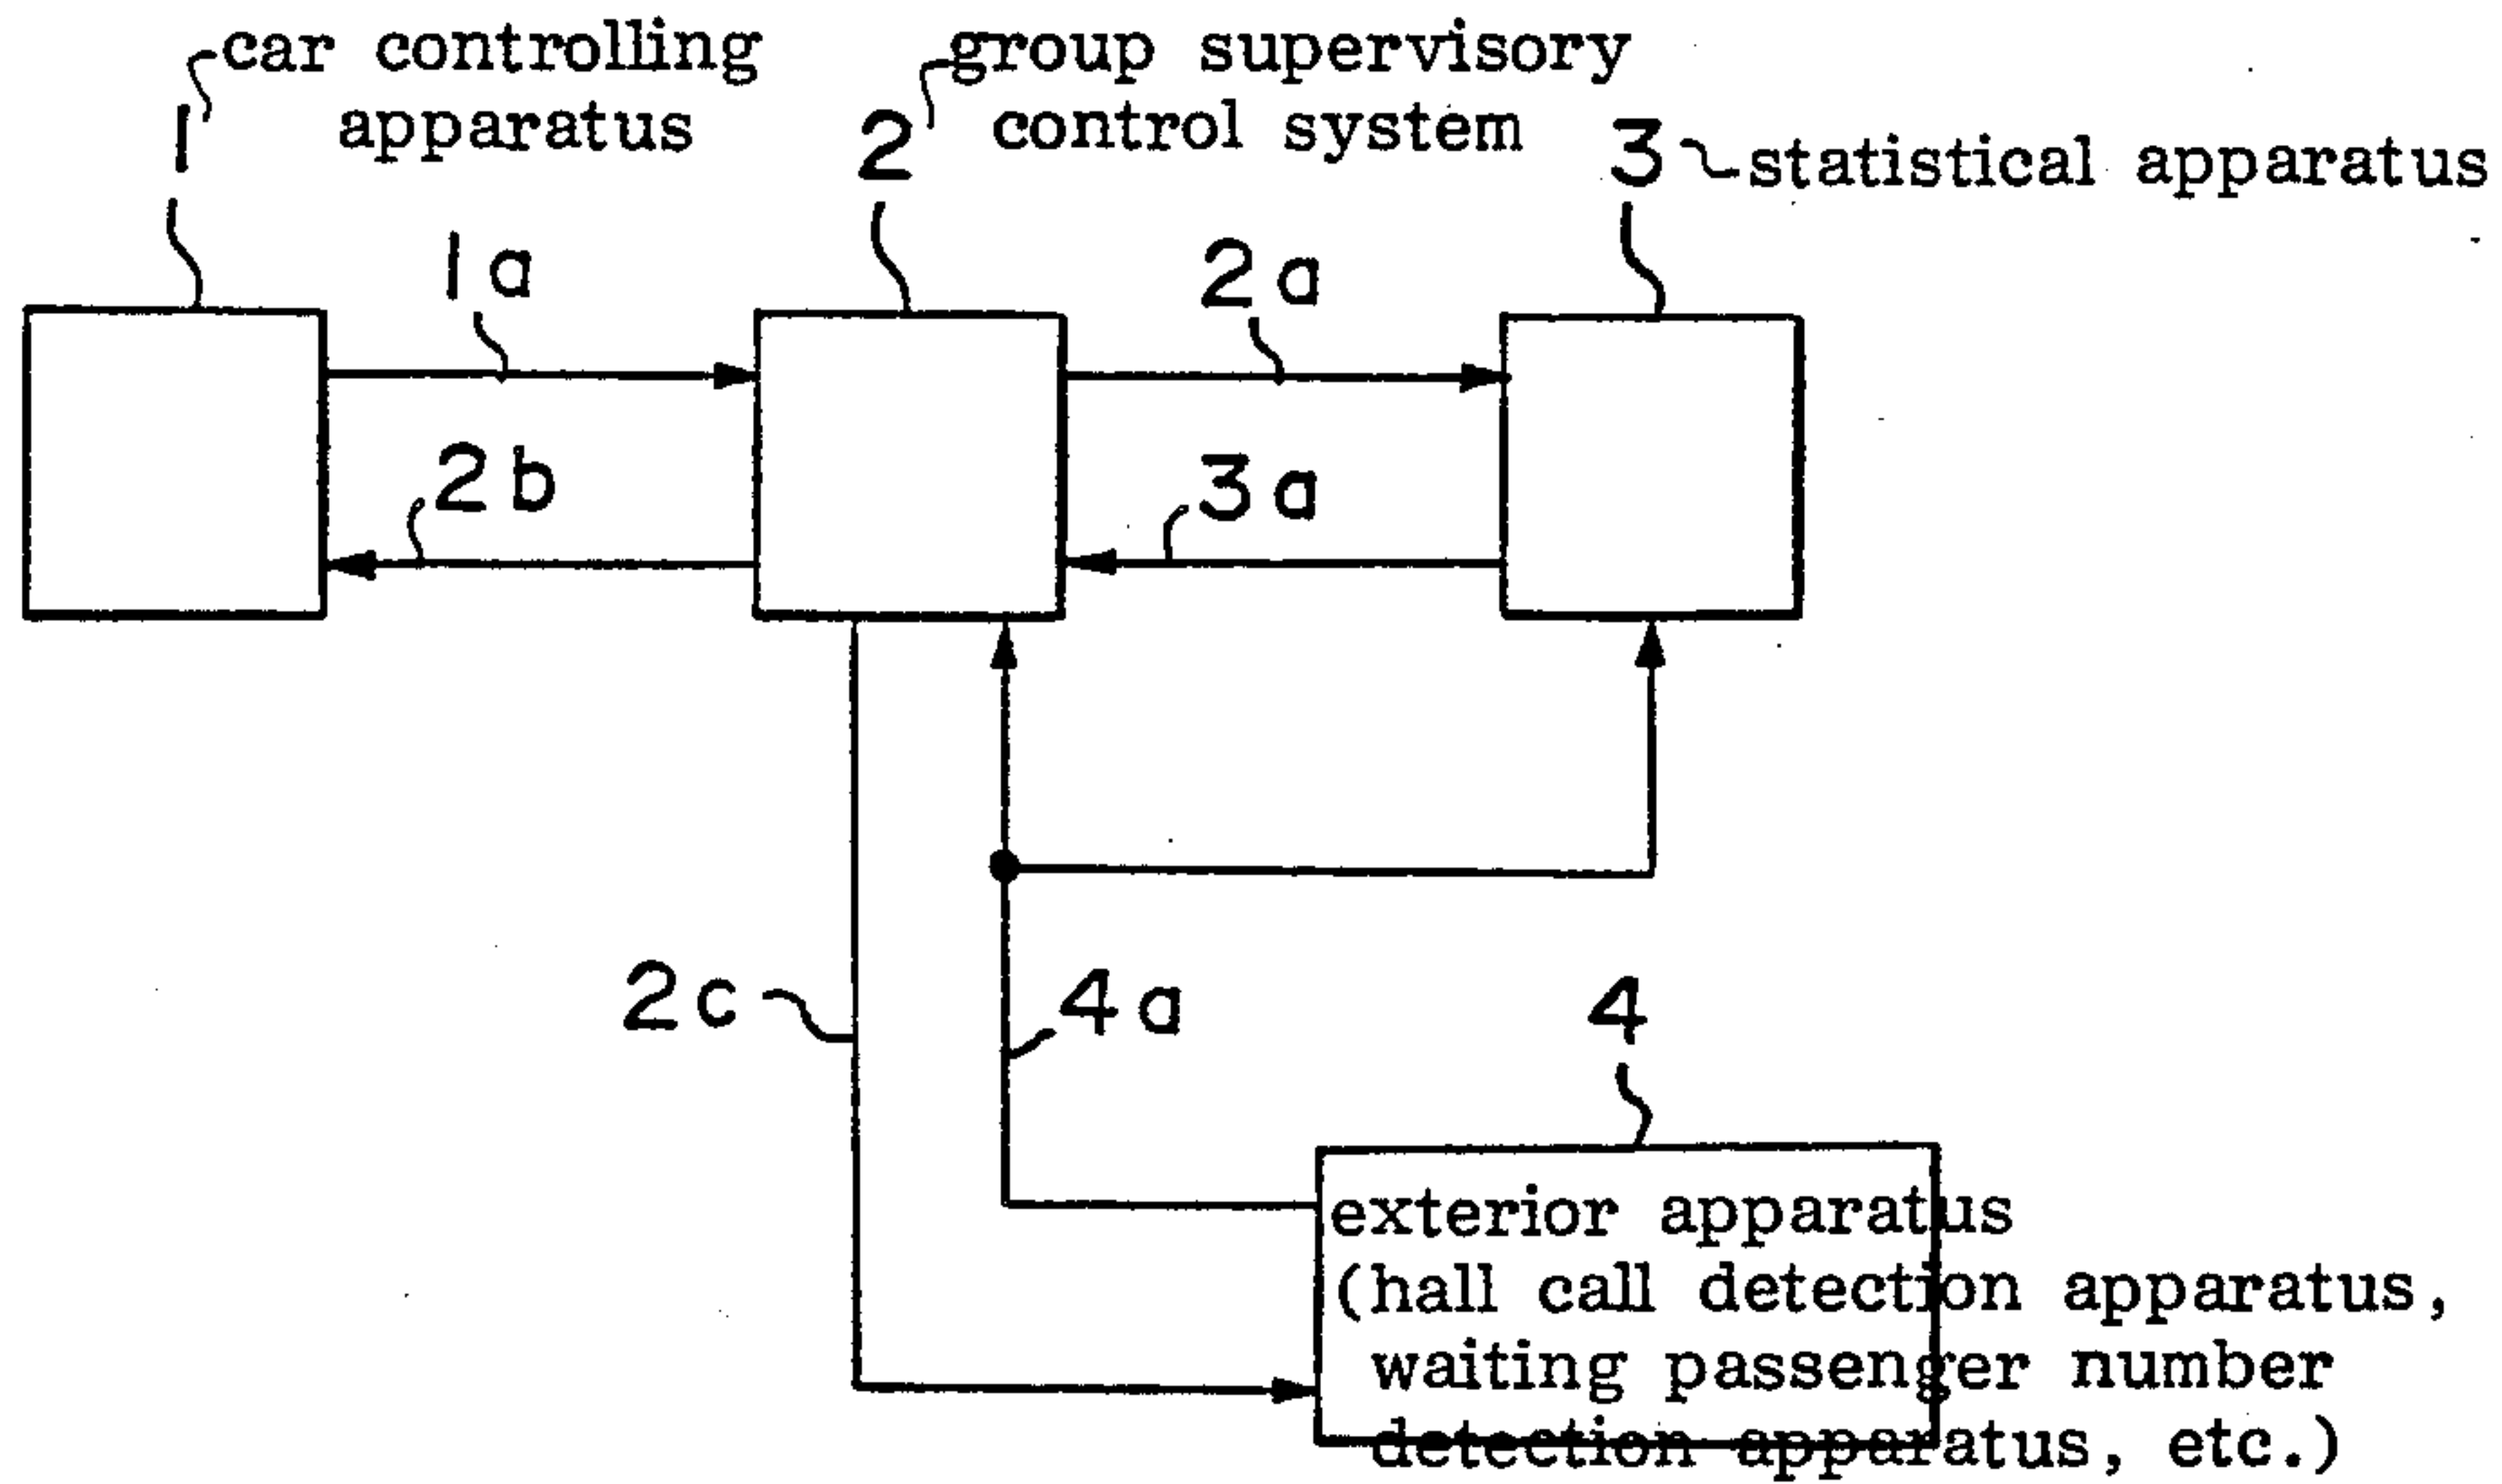 car controlling
apparatus
1
group supervisory
control system
2
3
statistical apparatus
1a
2a
2b
3a
2c
4a
4
exterior apparatus
(hall call detection apparatus,
waiting passenger number
detection apparatus, etc.)